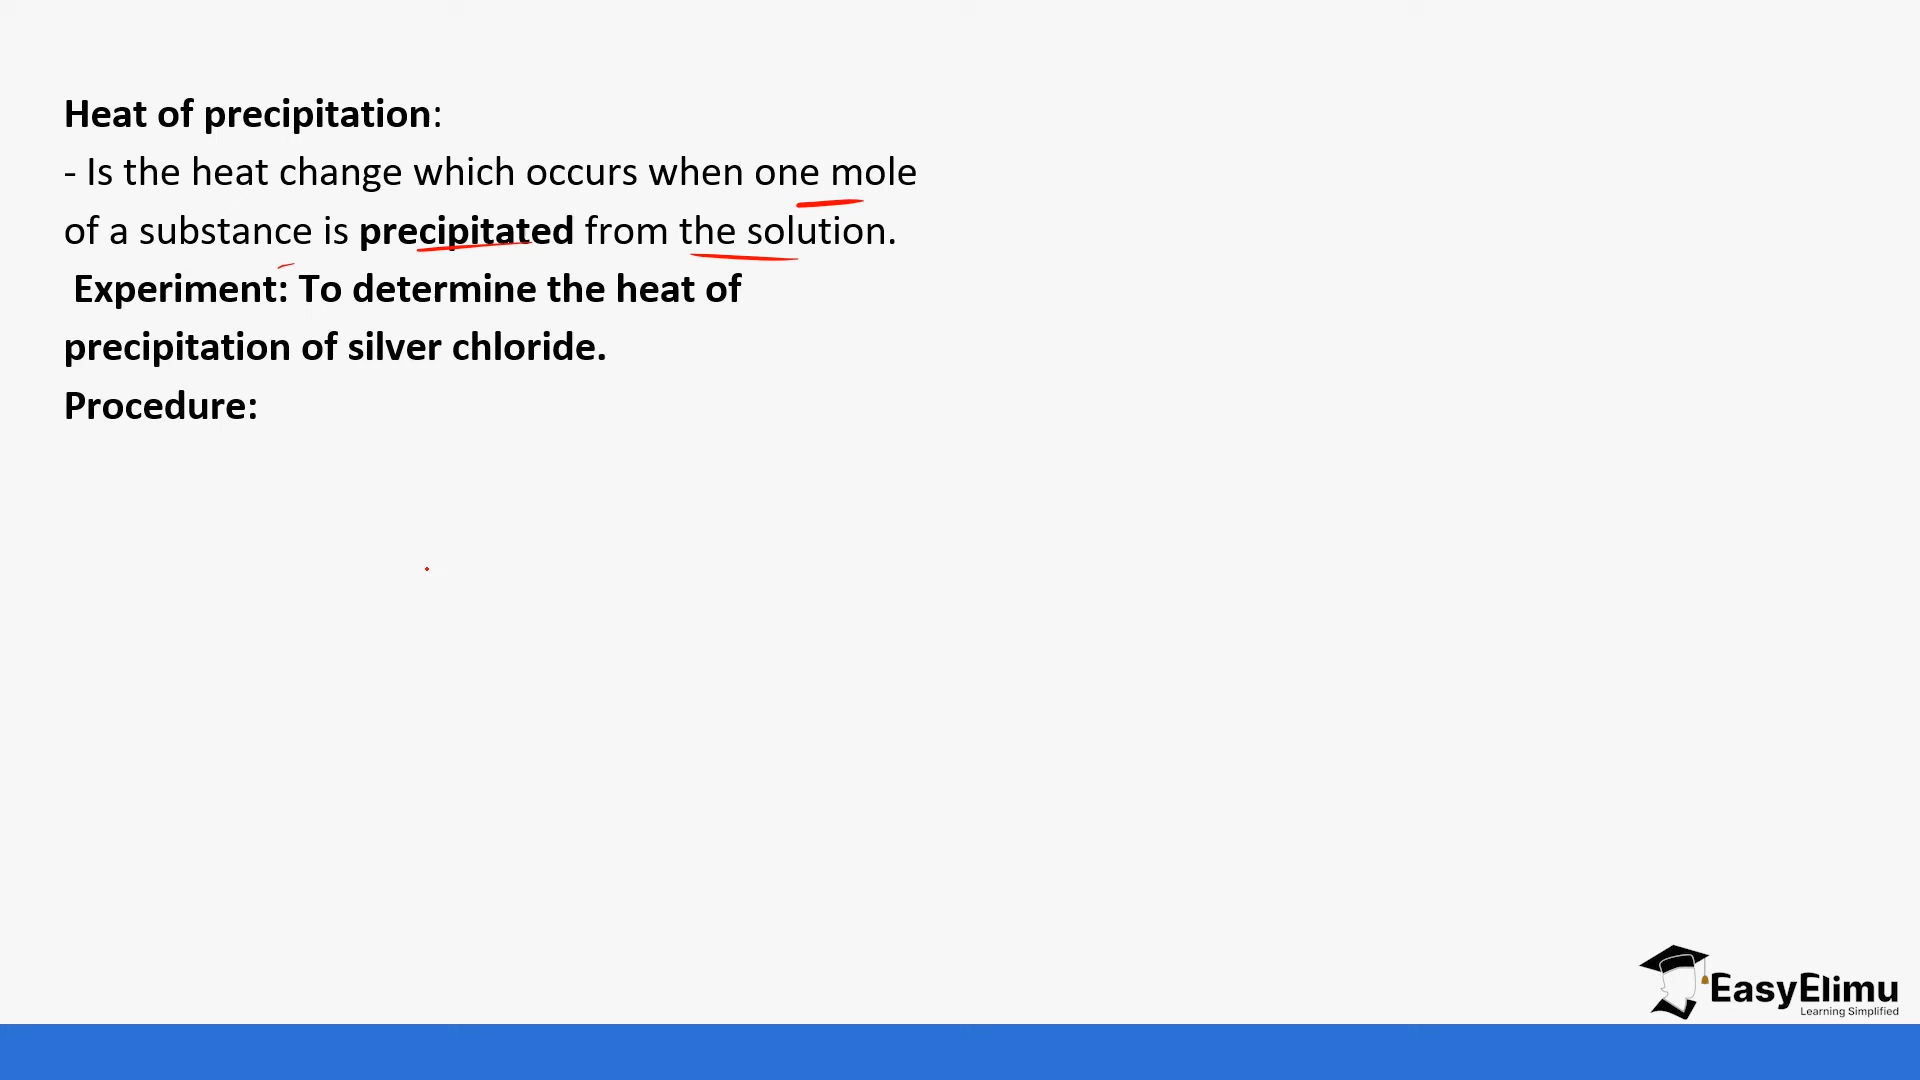 Heat of precipitation:
- Is the heat change which occurs when one mole
of a substance is precipitated from the solution.
Experiment: To determine the heat of
precipitation of silver chloride.
Procedure:
EasyElimu
Learning Simplified